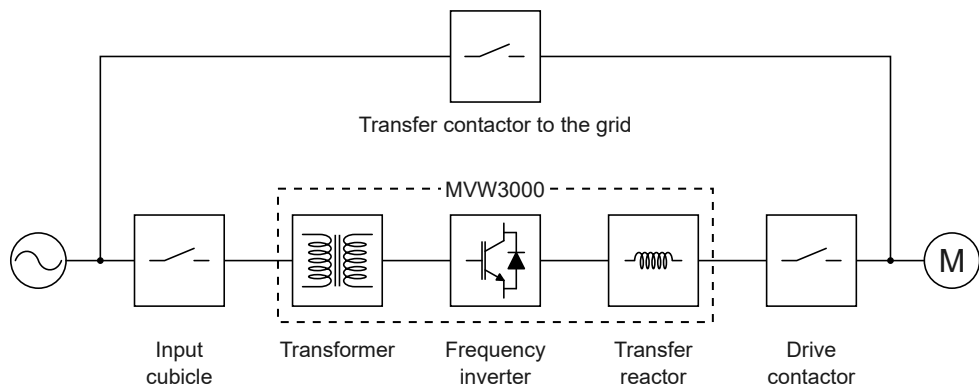 Transfer contactor to the grid
MVW3000
M
Input
cubicle
Transformer
Frequency
inverter
Transfer
reactor
Drive
contactor